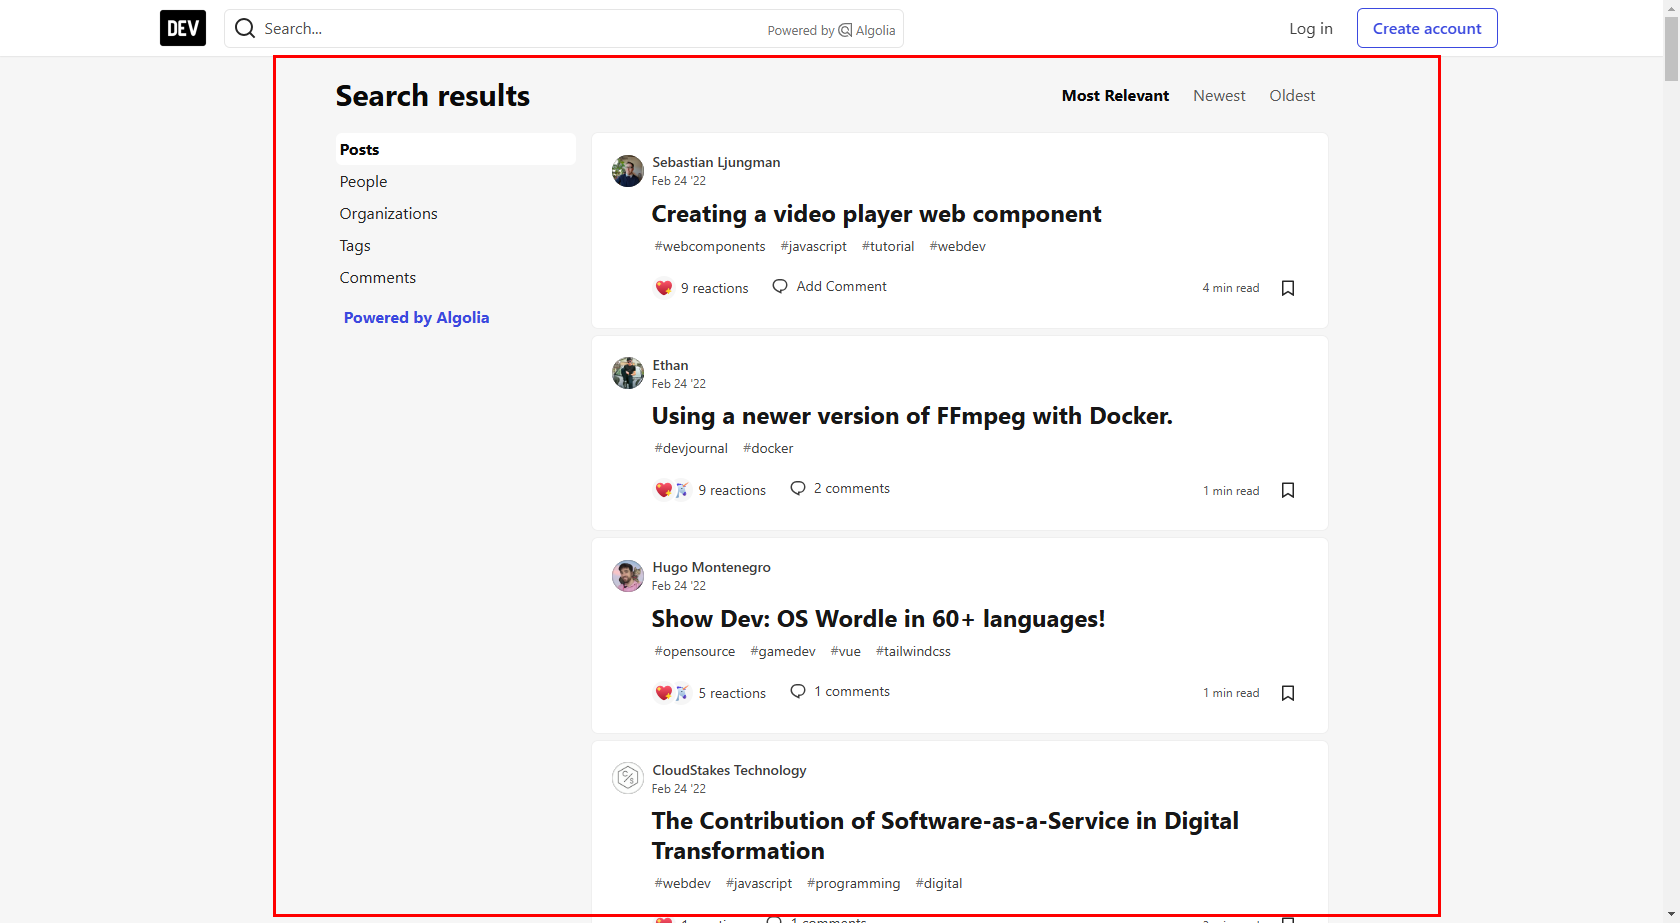 DEV
Search...
Powered by Algolia
Log in
Create account
Search results
Most Relevant
Newest
Oldest
Posts
People
Organizations
Tags
Comments
Powered by Algolia
Sebastian Ljungman
Feb 24 '22
Creating a video player web component
#webcomponents #javascript #tutorial #webdev
9 reactions
Add Comment
4 min read
Ethan
Feb 24 '22
Using a newer version of FFmpeg with Docker.
#devjournal #docker
9 reactions
2 comments
1 min read
Hugo Montenegro
Feb 24 '22
Show Dev: OS Wordle in 60+ languages!
#opensource #gamedev #vue #tailwindcss
5 reactions
1 comments
1 min read
CloudStakes Technology
Feb 24 '22
The Contribution of Software-as-a-Service in Digital
Transformation
#webdev #javascript #programming #digital
1 comments